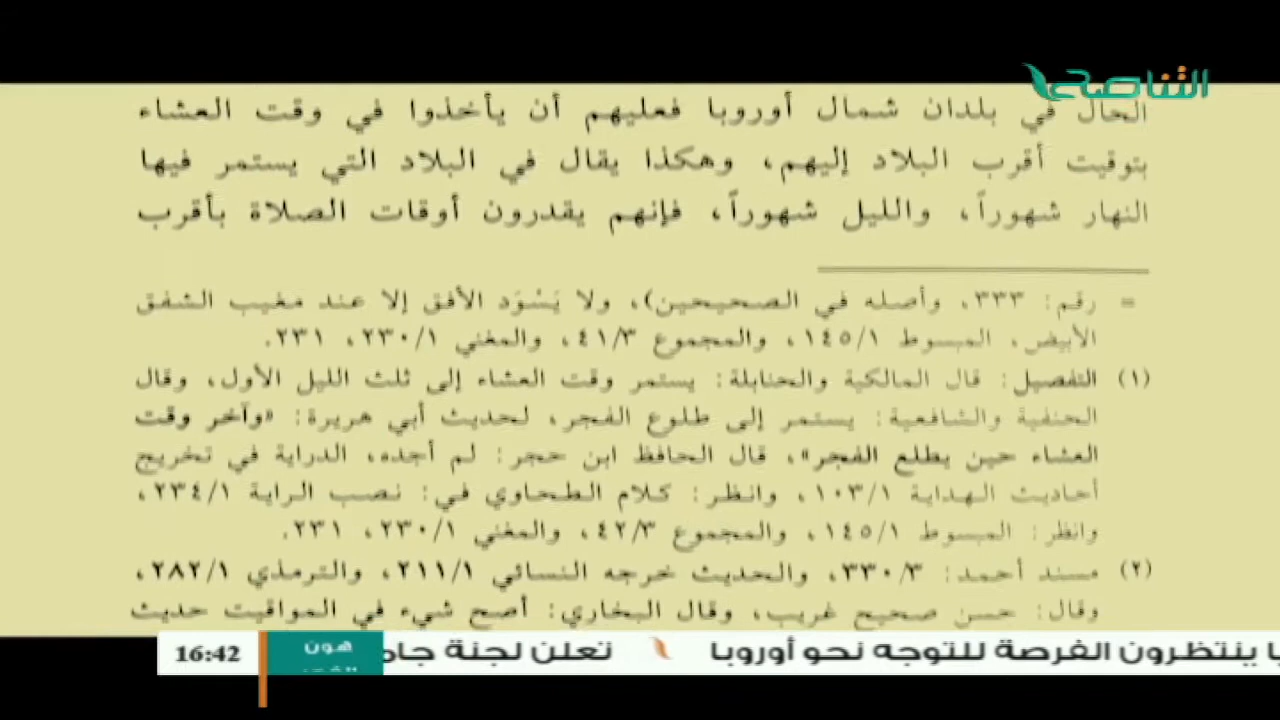 التناصح
الحال في بلدان شمال أوروبا فعليهم أن يأخذوا في وقت العشاء
بتوقيت أقرب البلاد إليهم، وهكذا يقال في البلاد التي يستمر فيها
النهار شهوراً، والليل شهوراً، فإنهم يقدرون أوقات الصلاة بأقرب
= رقم: ٣٣٣، وأصله في الصحيحين)، ولا يَسْوَد الأفق إلا عند مغيب الشفق
الأبيض. المبسوط ١/ ١٤٥، والمجموع ٣/ ٤١، والمغني ١/ ٢٣٠، ٢٣١.
(١) التفصيل: قال المالكية والحنابلة: يستمر وقت العشاء إلى ثلث الليل الأول، وقال
الحنفية والشافعية: يستمر إلى طلوع الفجر، لحديث أبي هريرة: «وآخر وقت
العشاء حين يطلع الفجر»، قال الحافظ ابن حجر: لم أجده، الدراية في تخريج
أحاديث الهداية ١/ ١٠٣، وانظر: كلام الطحاوي في: نصب الراية ١/ ٢٣٤،
وانظر: المبسوط ١/ ١٤٥، والمجموع ٣/ ٤٢، والمغني ١/ ٢٣٠، ٢٣١.
(٢) مسند أحمد: ٣/ ٣٣٠، والحديث خرجه النسائي ١/ ٢١١، والترمذي ١/ ٢٨٢،
وقال: حسن صحيح غريب، وقال البخاري: أصح شيء في المواقيت حديث
ينتظرون الفرصة للتوجه نحو أوروبا تعلن لجنة
هون
16:42